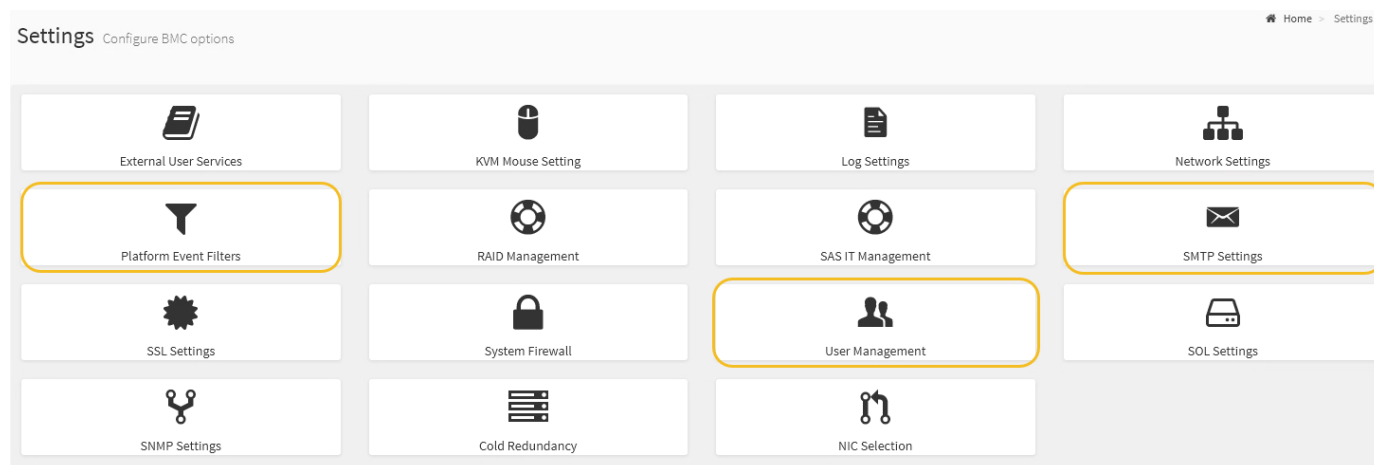 Home > Settings
Settings Configure BMC options
External User Services
KVM Mouse Setting
Log Settings
Network Settings
Platform Event Filters
RAID Management
SAS IT Management
SMTP Settings
SSL Settings
System Firewall
User Management
SOL Settings
SNMP Settings
Cold Redundancy
NIC Selection